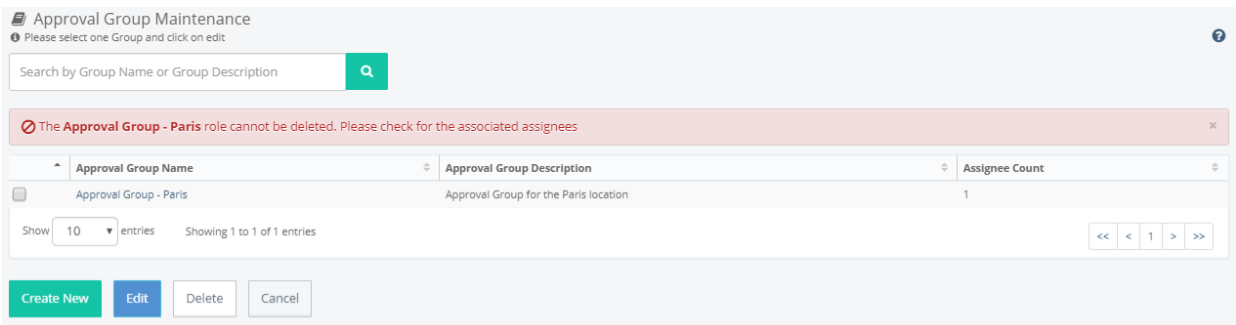 Approval Group Maintenance
Please select one Group and click on edit
Search by Group Name or Group Description
The Approval Group - Paris role cannot be deleted. Please check for the associated assignees ×
Approval Group Name Approval Group Description Assignee Count
Approval Group - Paris Approval Group for the Paris location 1
Show 10 entries Showing 1 to 1 of 1 entries << < 1 > >>
Create New Edit Delete Cancel